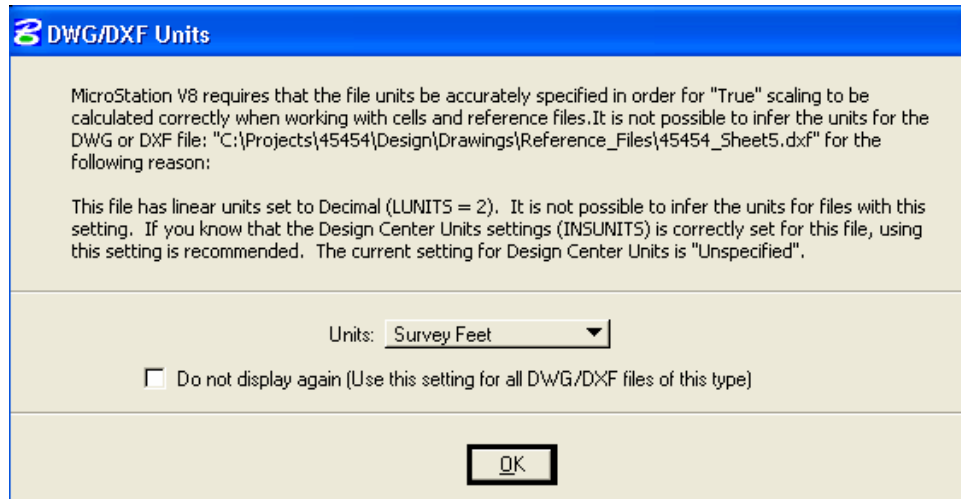 DWG/DXF Units
MicroStation V8 requires that the file units be accurately specified in order for "True" scaling to be
calculated correctly when working with cells and reference files.It is not possible to infer the units for the
DWG or DXF file: "C:\Projects\45454\Design\Drawings\Reference_Files\45454_Sheet5.dxf" for the
following reason:
This file has linear units set to Decimal (LUNITS = 2).  It is not possible to infer the units for files with this
setting.  If you know that the Design Center Units settings (INSUNITS) is correctly set for this file, using
this setting is recommended.  The current setting for Design Center Units is "Unspecified".
Units: Survey Feet
Do not display again (Use this setting for all DWG/DXF files of this type)
OK